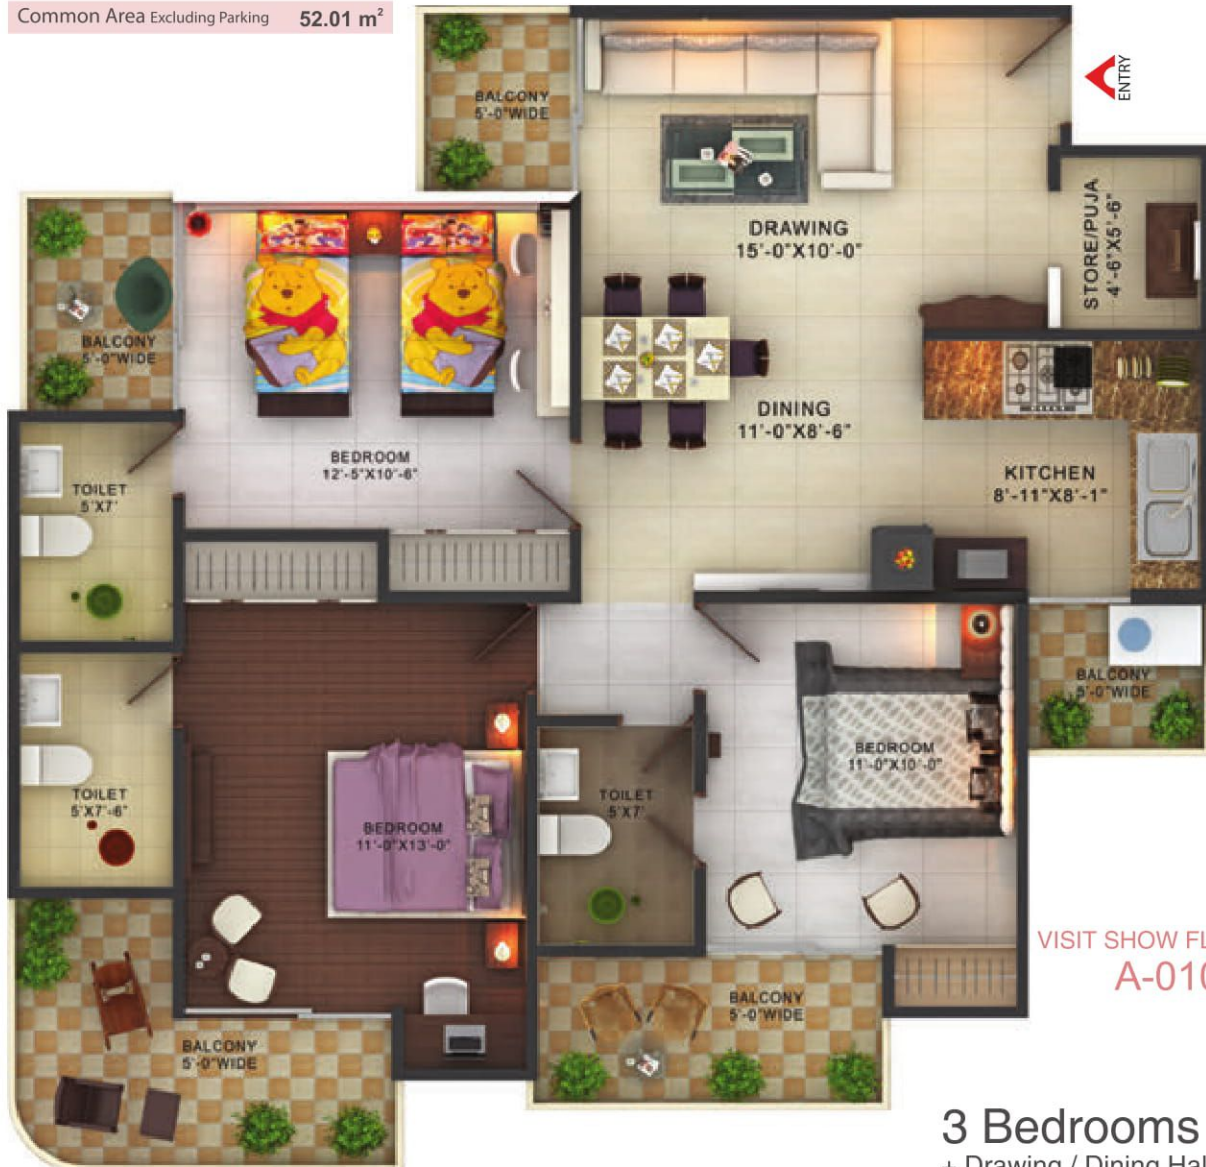 Common Area Excluding Parking 52.01 m²
ENTRY
BALCONY
5'-0"WIDE
DRAWING
15'-0"X10'-0"
STORE/PUJA
4'-6"X5'-6"
BALCONY
5'-0"WIDE
DINING
11'-0"X8'-6"
BEDROOM
12'-5"X10'-6"
KITCHEN
8'-11"X8'-1"
TOILET
5'X7'
BALCONY
5'-0"WIDE
BEDROOM
11'-0"X10'-0"
TOILET
5'X7'-6"
TOILET
5'X7'
BEDROOM
11'-0"X13'-0"
VISIT SHOW FL
A-010
BALCONY
5'-0"WIDE
BALCONY
5'-0"WIDE
3 Bedrooms
+ Drawing / Dining Hal